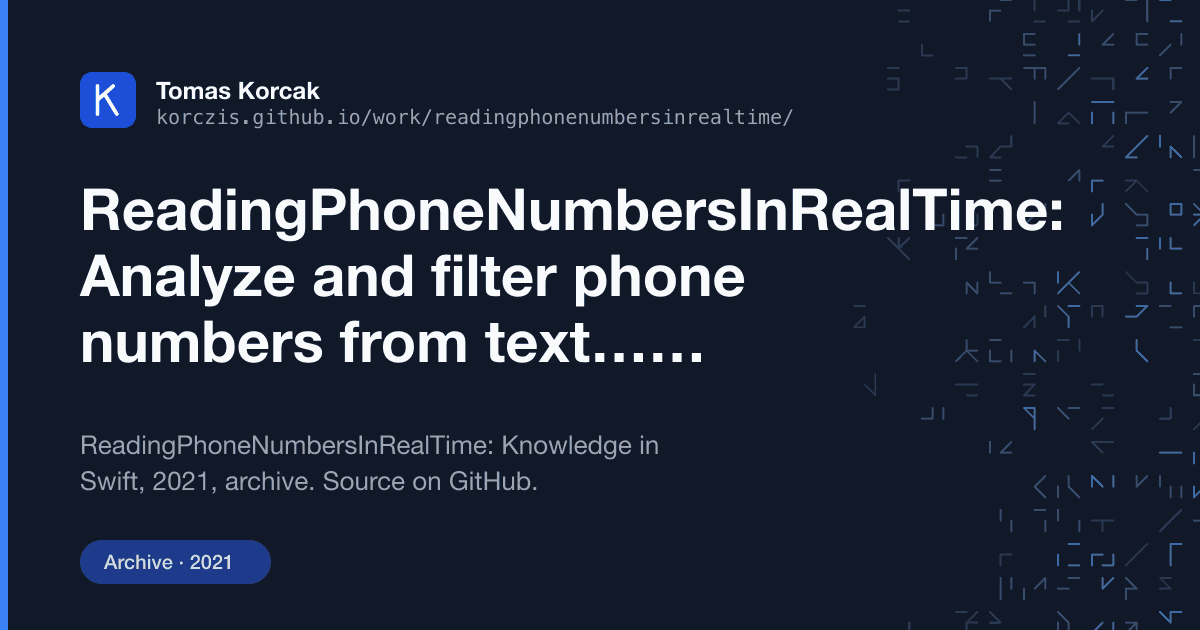 K
Tomas Korcak
korczis.github.io/work/readingphonenumbersinrealtime/
ReadingPhoneNumbersInRealTime:
Analyze and filter phone
numbers from text……
ReadingPhoneNumbersInRealTime: Knowledge in
Swift, 2021, archive. Source on GitHub.
Archive · 2021